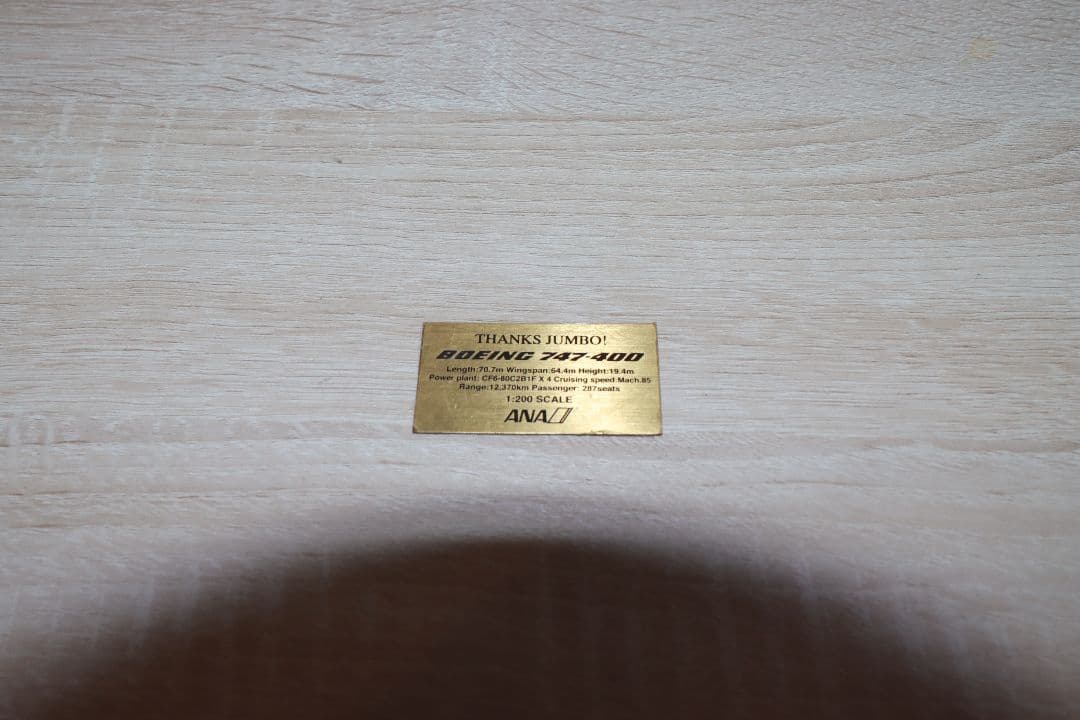 THANKS JUMBO!
BOEING 747-400
Length:70.7m Wingspan:64.4m Height:19.4m
Power plant: CF6-80C2B1F X 4 Cruising speed:Mach.85
Range:12,370km Passenger: 287seats
1:200 SCALE
ANA